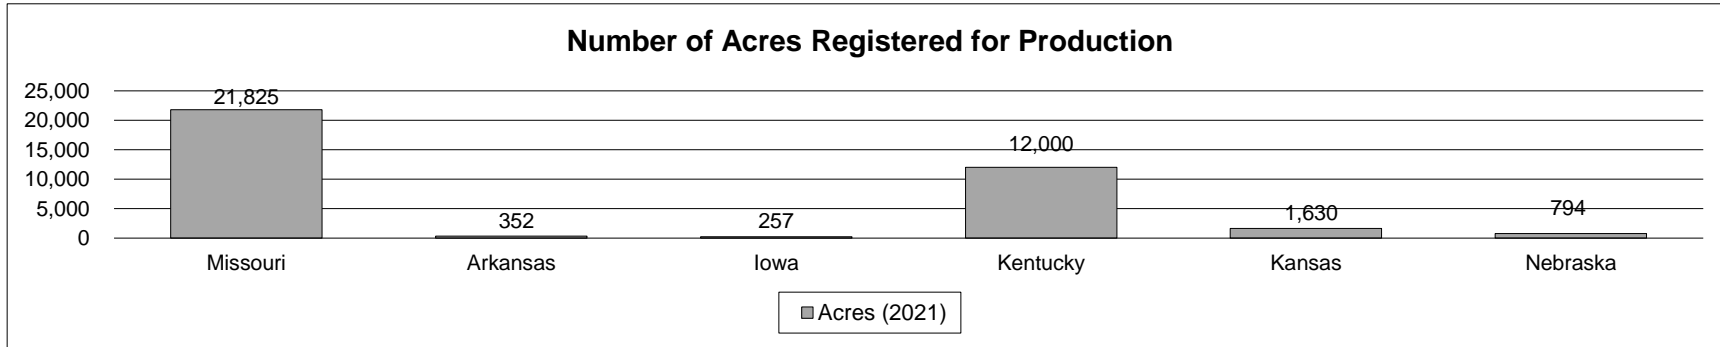 Number of Acres Registered for Production
25,000
20,000
15,000
10,000
5,000
0
21,825
352
257
12,000
1,630
794
Missouri
Arkansas
Iowa
Kentucky
Kansas
Nebraska
Acres (2021)